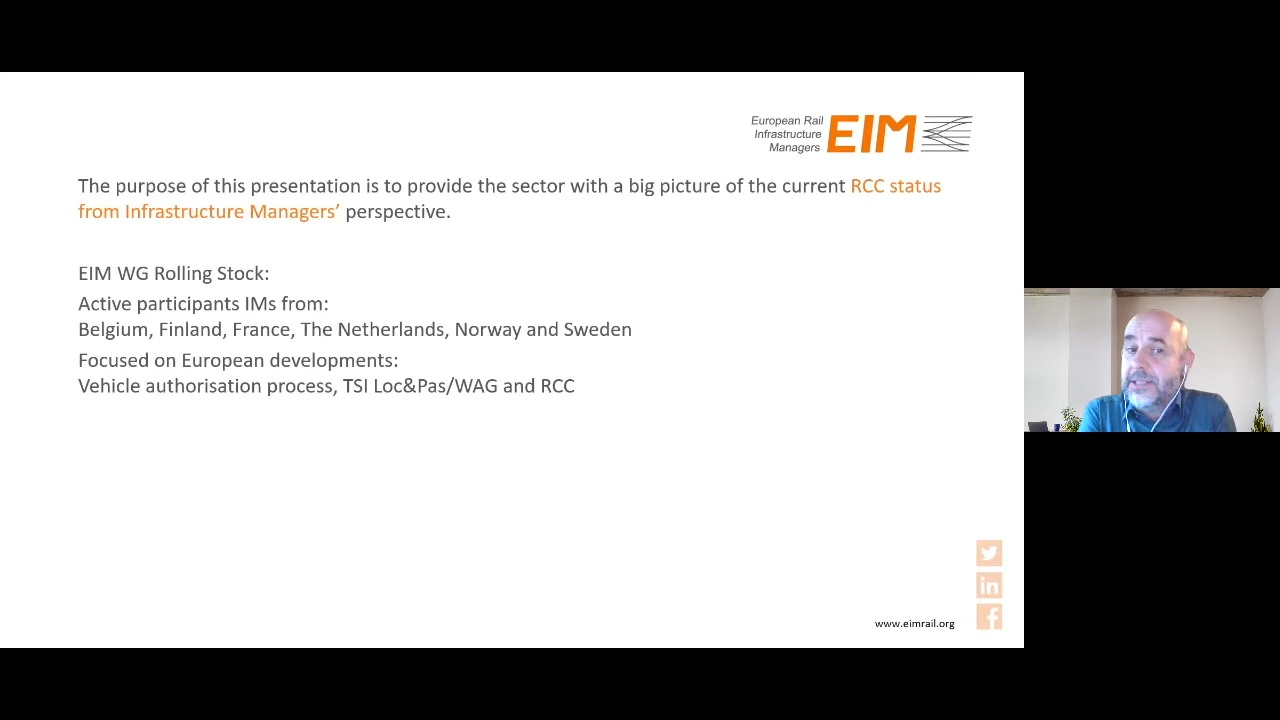 European Rail
Infrastructure
Managers
EIM
The purpose of this presentation is to provide the sector with a big picture of the current RCC status
from Infrastructure Managers’ perspective.
EIM WG Rolling Stock:
Active participants IMs from:
Belgium, Finland, France, The Netherlands, Norway and Sweden
Focused on European developments:
Vehicle authorisation process, TSI Loc&Pas/WAG and RCC
in
f
www.eimrail.org